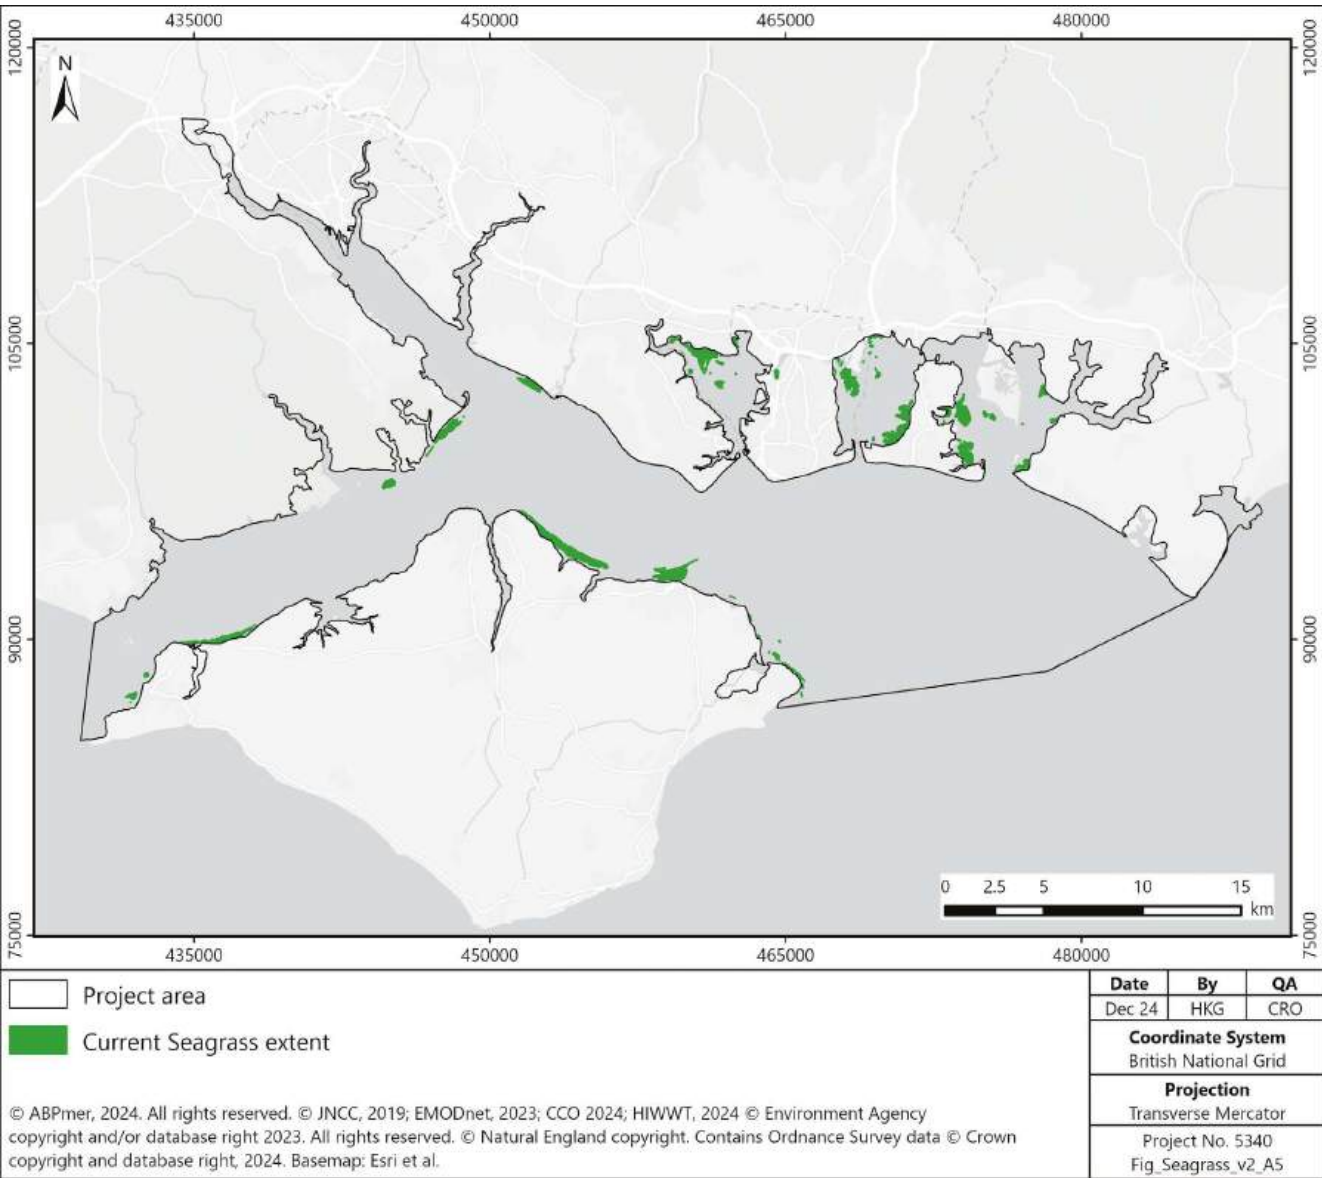 435000 450000 465000 480000
120000 120000
N
105000 105000
90000 90000
0 2.5 5 10 15
km
75000 75000
435000 450000 465000 480000
Project area
Current Seagrass extent
© ABPmer, 2024. All rights reserved. © JNCC, 2019; EMODnet, 2023; CCO 2024; HIWWT, 2024 © Environment Agency
copyright and/or database right 2023. All rights reserved. © Natural England copyright. Contains Ordnance Survey data © Crown
copyright and database right, 2024. Basemap: Esri et al.
Date By QA
Dec 24 HKG CRO
Coordinate System
British National Grid
Projection
Transverse Mercator
Project No. 5340
Fig_Seagrass_v2_A5